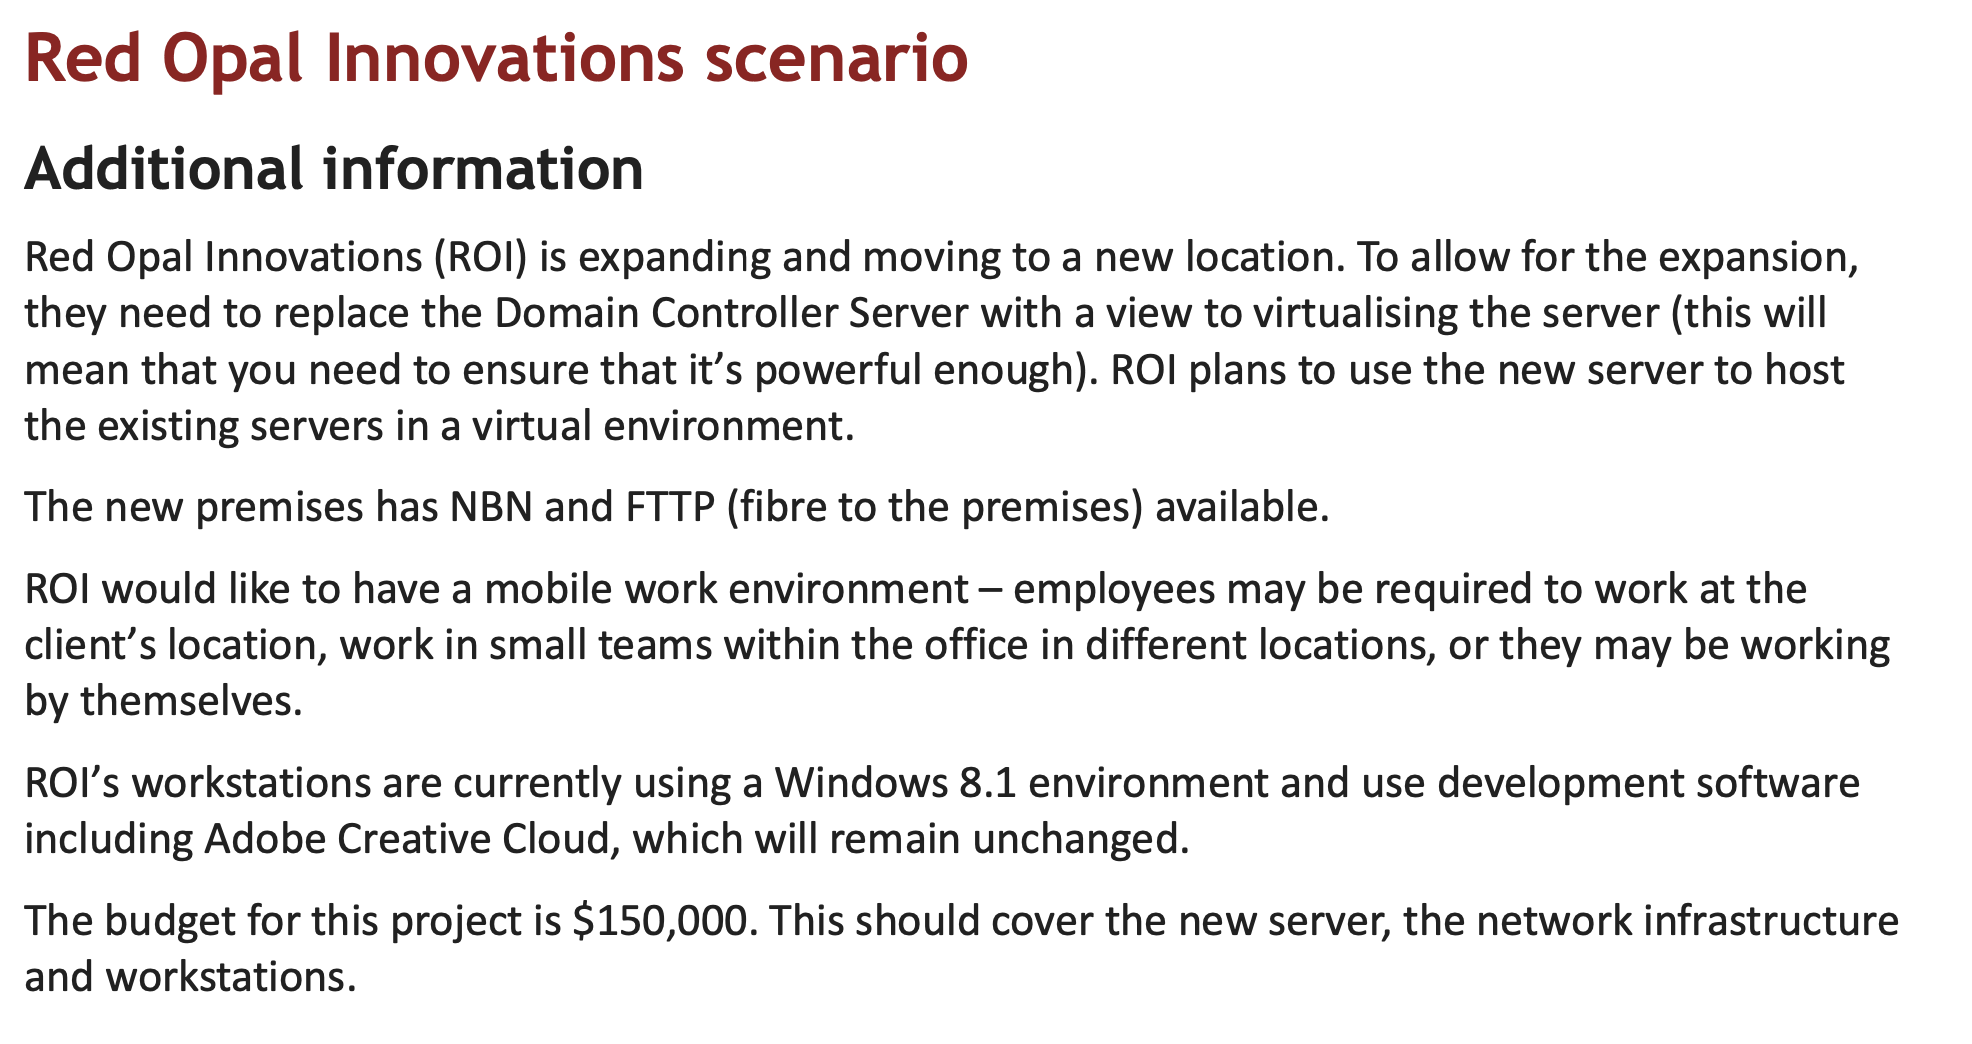 Red Opal Innovations scenario
Additional information
Red Opal Innovations (ROI) is expanding and moving to a new location. To allow for the expansion,
they need to replace the Domain Controller Server with a view to virtualising the server (this will
mean that you need to ensure that it’s powerful enough). ROI plans to use the new server to host
the existing servers in a virtual environment.
The new premises has NBN and FTTP (fibre to the premises) available.
ROI would like to have a mobile work environment – employees may be required to work at the
client’s location, work in small teams within the office in different locations, or they may be working
by themselves.
ROI’s workstations are currently using a Windows 8.1 environment and use development software
including Adobe Creative Cloud, which will remain unchanged.
The budget for this project is $150,000. This should cover the new server, the network infrastructure
and workstations.